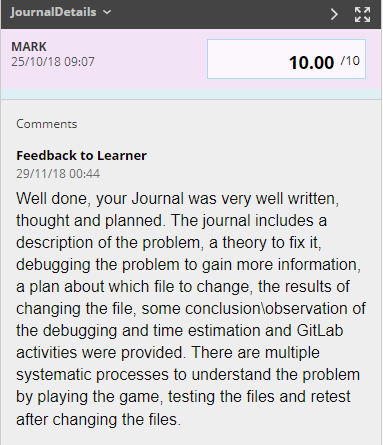 JournalDetails
MARK
25/10/18 09:07
10.00 /10
Comments
Feedback to Learner
29/11/18 00:44
Well done, your Journal was very well written,
thought and planned. The journal includes a
description of the problem, a theory to fix it,
debugging the problem to gain more information,
a plan about which file to change, the results of
changing the file, some conclusion\observation of
the debugging and time estimation and GitLab
activities were provided. There are multiple
systematic processes to understand the problem
by playing the game, testing the files and retest
after changing the files.